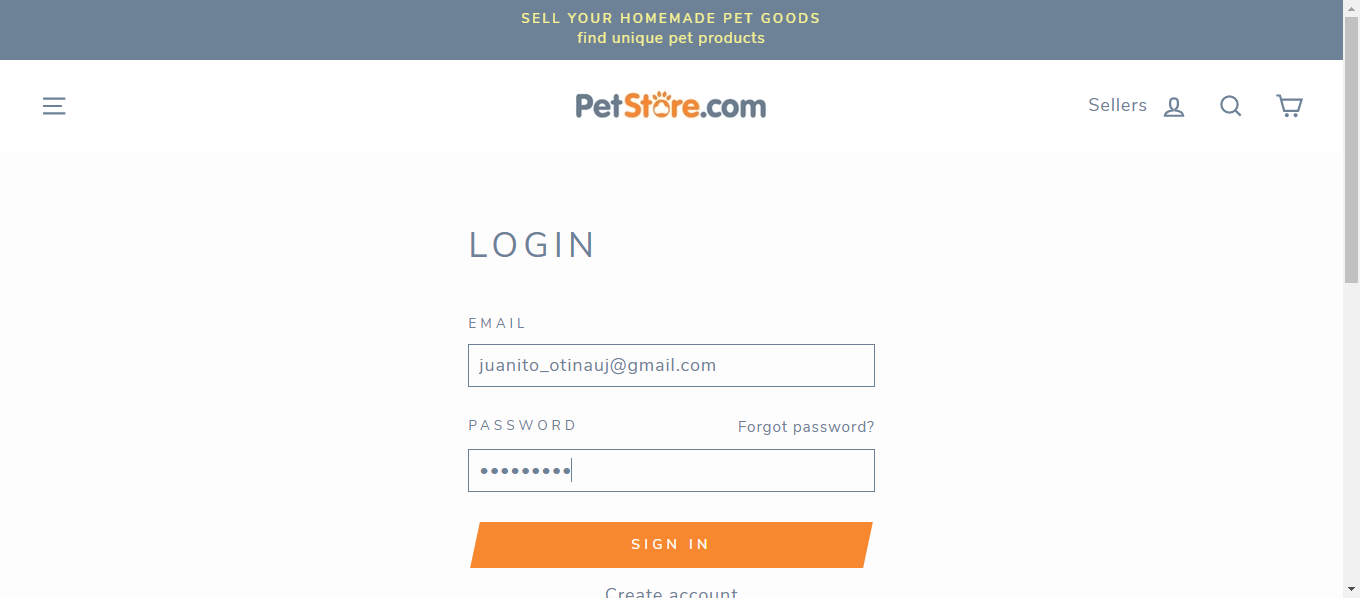 SELL YOUR HOMEMADE PET GOODS
find unique pet products
PetStore.com
Sellers
LOGIN
EMAIL
juanito_otinauj@gmail.com
PASSWORD
Forgot password?
•••••••••
SIGN IN
Create account